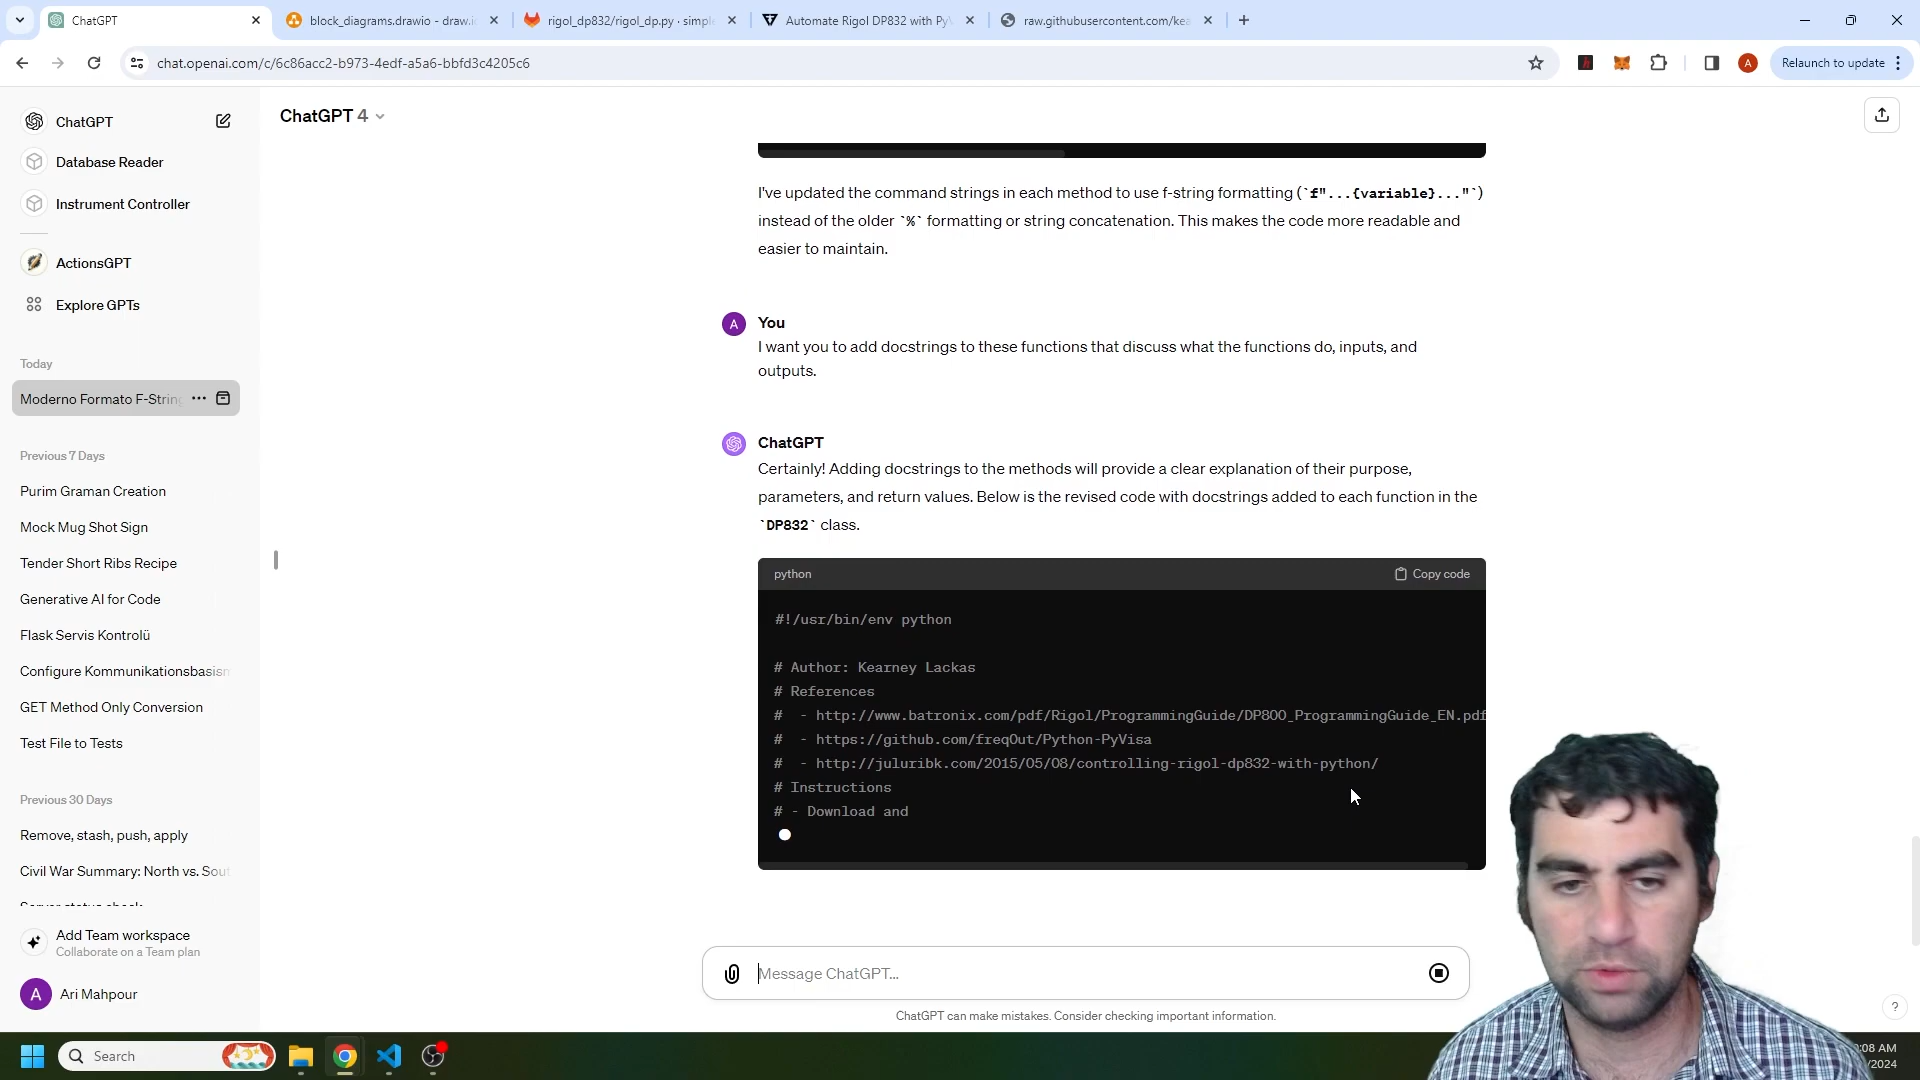 ChatGPT
block_diagrams.drawio - draw.i
rigol_dp832/rigol_dp.py · simple
Automate Rigol DP832 with PyV
raw.githubusercontent.com/kea
chat.openai.com/c/6c86acc2-b973-4edf-a5a6-bbfd3c4205c6
A
Relaunch to update
ChatGPT
Database Reader
Instrument Controller
ActionsGPT
Explore GPTs
Today
Moderno Formato F-String
Previous 7 Days
Purim Graman Creation
Mock Mug Shot Sign
Tender Short Ribs Recipe
Generative AI for Code
Flask Servis Kontrolü
Configure Kommunikationsbasism
GET Method Only Conversion
Test File to Tests
Previous 30 Days
Remove, stash, push, apply
Civil War Summary: North vs. Sout
Server status check
Add Team workspace
Collaborate on a Team plan
A
Ari Mahpour
ChatGPT 4
I've updated the command strings in each method to use f-string formatting (`f"...{variable}..."`)
instead of the older `%` formatting or string concatenation. This makes the code more readable and
easier to maintain.
A
You
I want you to add docstrings to these functions that discuss what the functions do, inputs, and
outputs.
ChatGPT
Certainly! Adding docstrings to the methods will provide a clear explanation of their purpose,
parameters, and return values. Below is the revised code with docstrings added to each function in the
`DP832` class.
python
Copy code
#!/usr/bin/env python
# Author: Kearney Lackas
# References
#  - http://www.batronix.com/pdf/Rigol/ProgrammingGuide/DP800_ProgrammingGuide_EN.pdf
#  - https://github.com/freq0ut/Python-PyVisa
#  - http://juluribk.com/2015/05/08/controlling-rigol-dp832-with-python/
# Instructions
# - Download and
Message ChatGPT...
ChatGPT can make mistakes. Consider checking important information.
?
Search
:08 AM
/2024